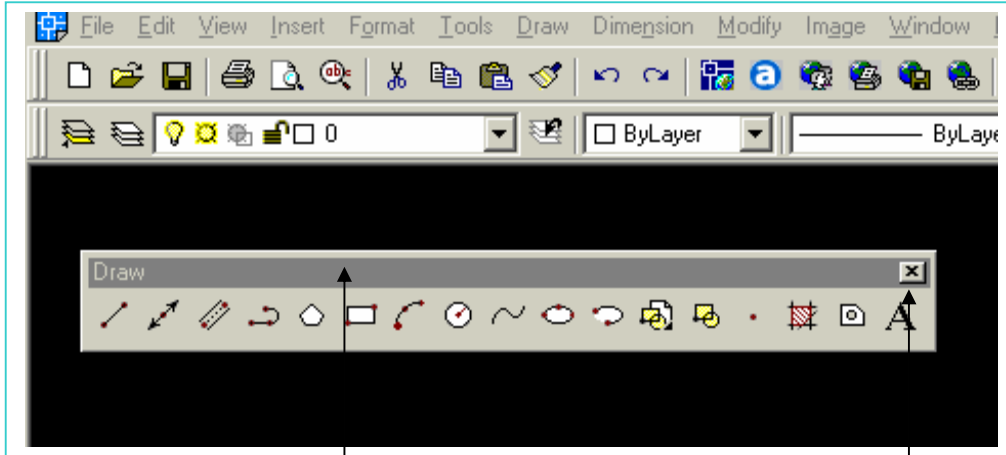 File Edit View Insert Format Tools Draw Dimension Modify Image Window
0 ByLayer ByLaye
Draw
A